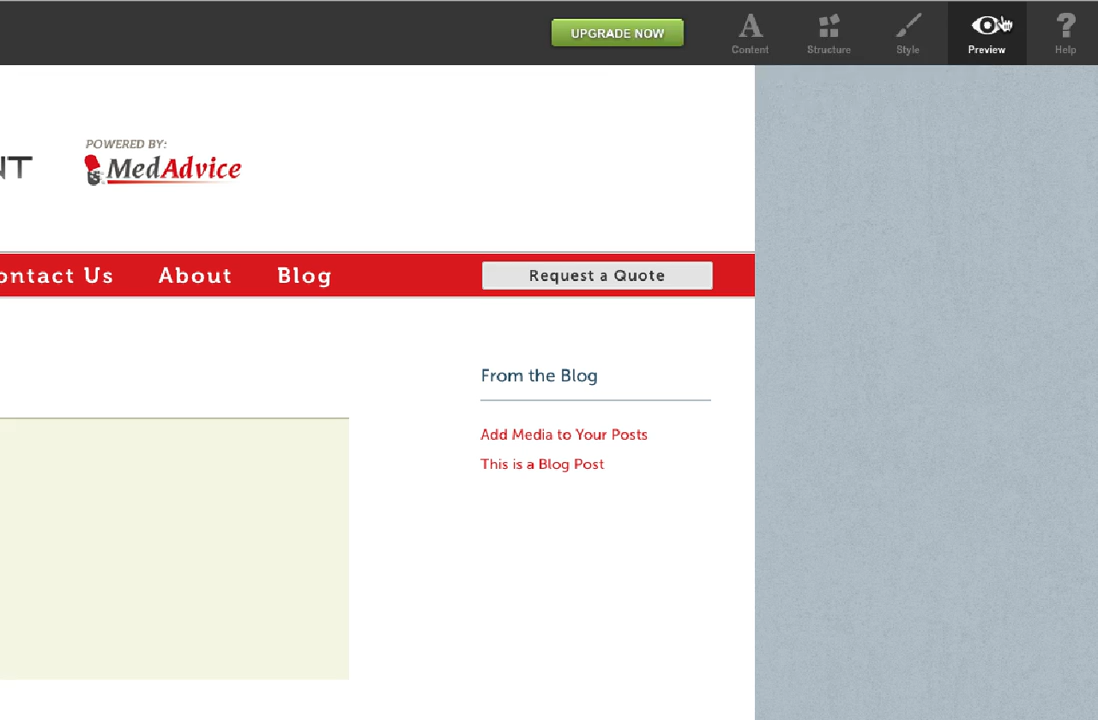 UPGRADE NOW
Content
Structure
Style
Preview
Help
NT
POWERED BY:
MedAdvice
ontact Us
About
Blog
Request a Quote
From the Blog
Add Media to Your Posts
This is a Blog Post